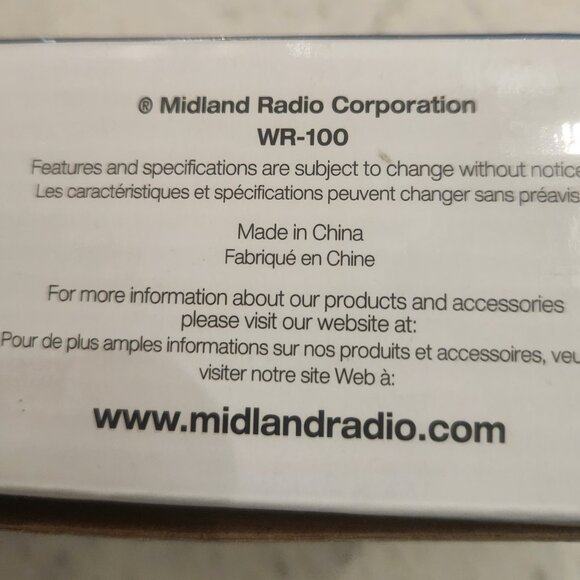 ® Midland Radio Corporation
WR-100
Features and specifications are subject to change without notice
Les caractéristiques et spécifications peuvent changer sans préavis
Made in China
Fabriqué en Chine
For more information about our products and accessories
please visit our website at:
Pour de plus amples informations sur nos produits et accessoires, veu
visiter notre site Web à:
www.midlandradio.com